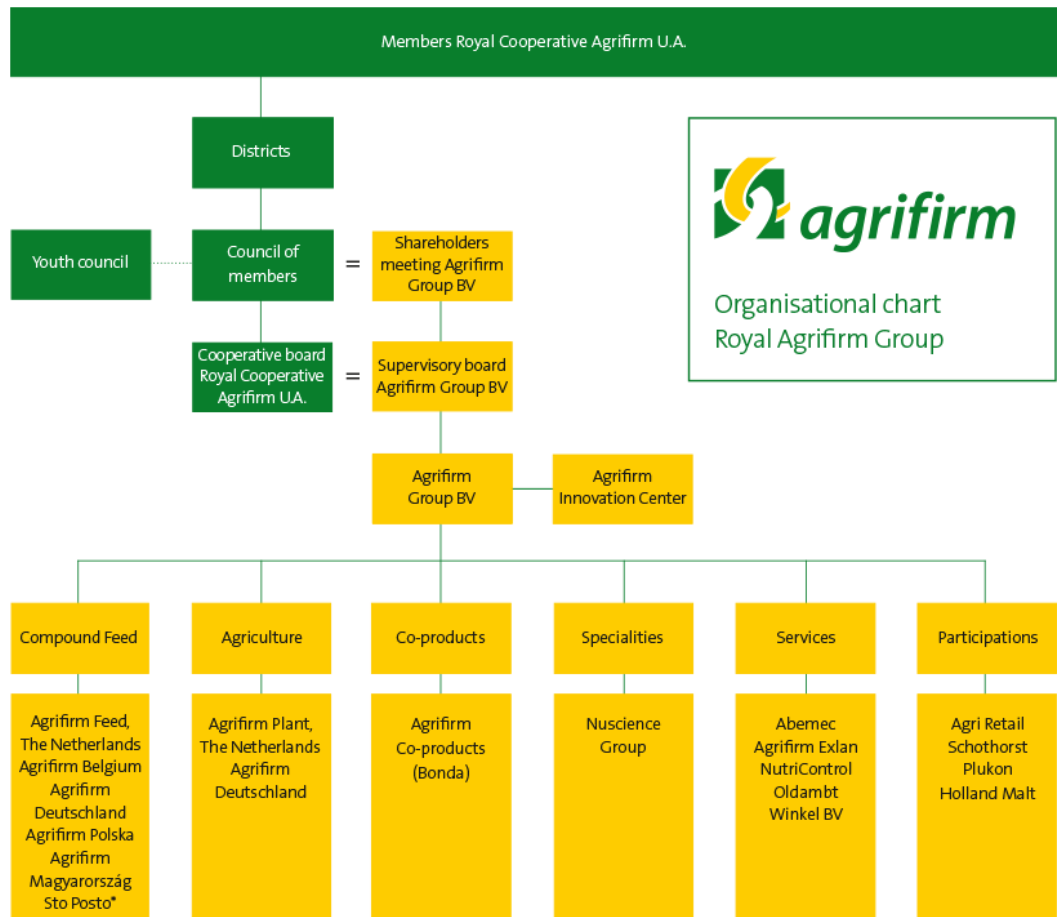 Members Royal Cooperative Agrifirm U.A.
Districts
agrifirm
Organisational chart
Royal Agrifirm Group
Youth council
Council of
members
=
Shareholders
meeting Agrifirm
Group BV
Cooperative board
Royal Cooperative
Agrifirm U.A.
=
Supervisory board
Agrifirm Group BV
Agrifirm
Group BV
Agrifirm
Innovation Center
Compound Feed
Agriculture
Co-products
Specialities
Services
Participations
Agrifirm Feed,
The Netherlands
Agrifirm Belgium
Agrifirm
Deutschland
Agrifirm Polska
Agrifirm
Magyarország
Sto Posto*
Agrifirm Plant,
The Netherlands
Agrifirm
Deutschland
Agrifirm
Co-products
(Bonda)
Nuscience
Group
Abemec
Agrifirm Exlan
NutriControl
Oldambt
Winkel BV
Agri Retail
Schothorst
Plukon
Holland Malt